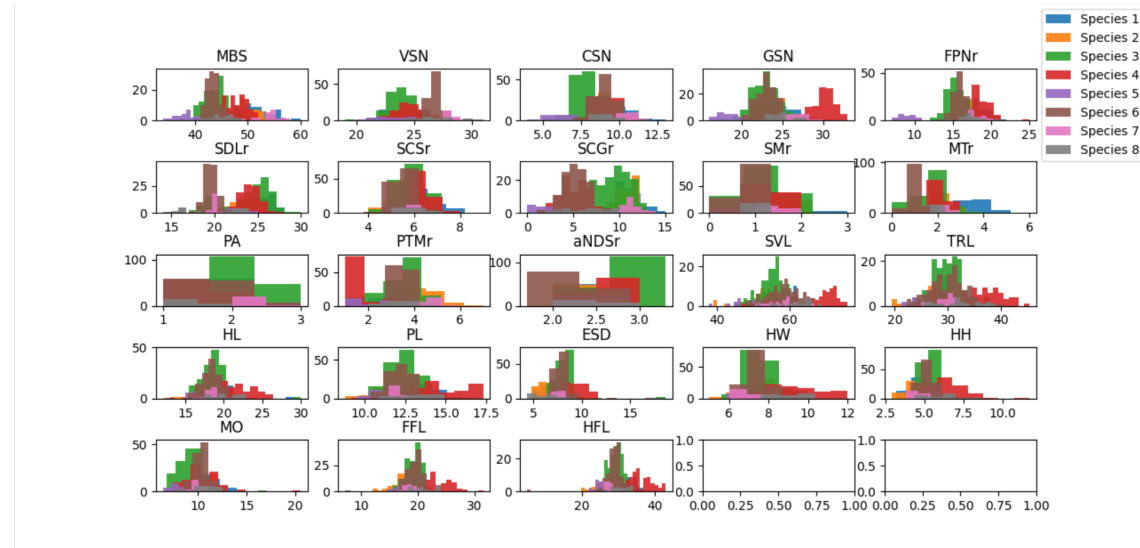 Species 1
Species 2
Species 3
Species 4
Species 5
Species 6
Species 7
Species 8
MBS VSN CSN GSN FPNr
20 0 50 0 50 0 20 0 50 25 0
40 50 60 20 25 30 5.0 7.5 10.0 12.5 20 25 30 10 15 20 25
SDLr SCSr SCGr SMr MTr
25 0 50 0 20 0 50 0 100 50 0
15 20 25 30 4 6 8 0 5 10 15 0 1 2 3 0 2 4 6
PA PTMr aNDSr SVL TRL
100 50 0 50 0 100 0 20 0 20 0
1 2 3 2 4 6 2.0 2.5 3.0 40 60 20 30 40
HL PL ESD HW HH
50 25 0 50 25 0 50 0 50 0 50 0
15 20 25 30 10.0 12.5 15.0 17.5 5 10 15 6 8 10 12 2.5 5.0 7.5 10.0
MO FFL HFL
50 0 25 0 20 0 1.0 0.5 0.0 1.0 0.5 0.0
10 15 20 10 15 20 25 30 20 40 0.00 0.25 0.50 0.75 1.00 0.00 0.25 0.50 0.75 1.00